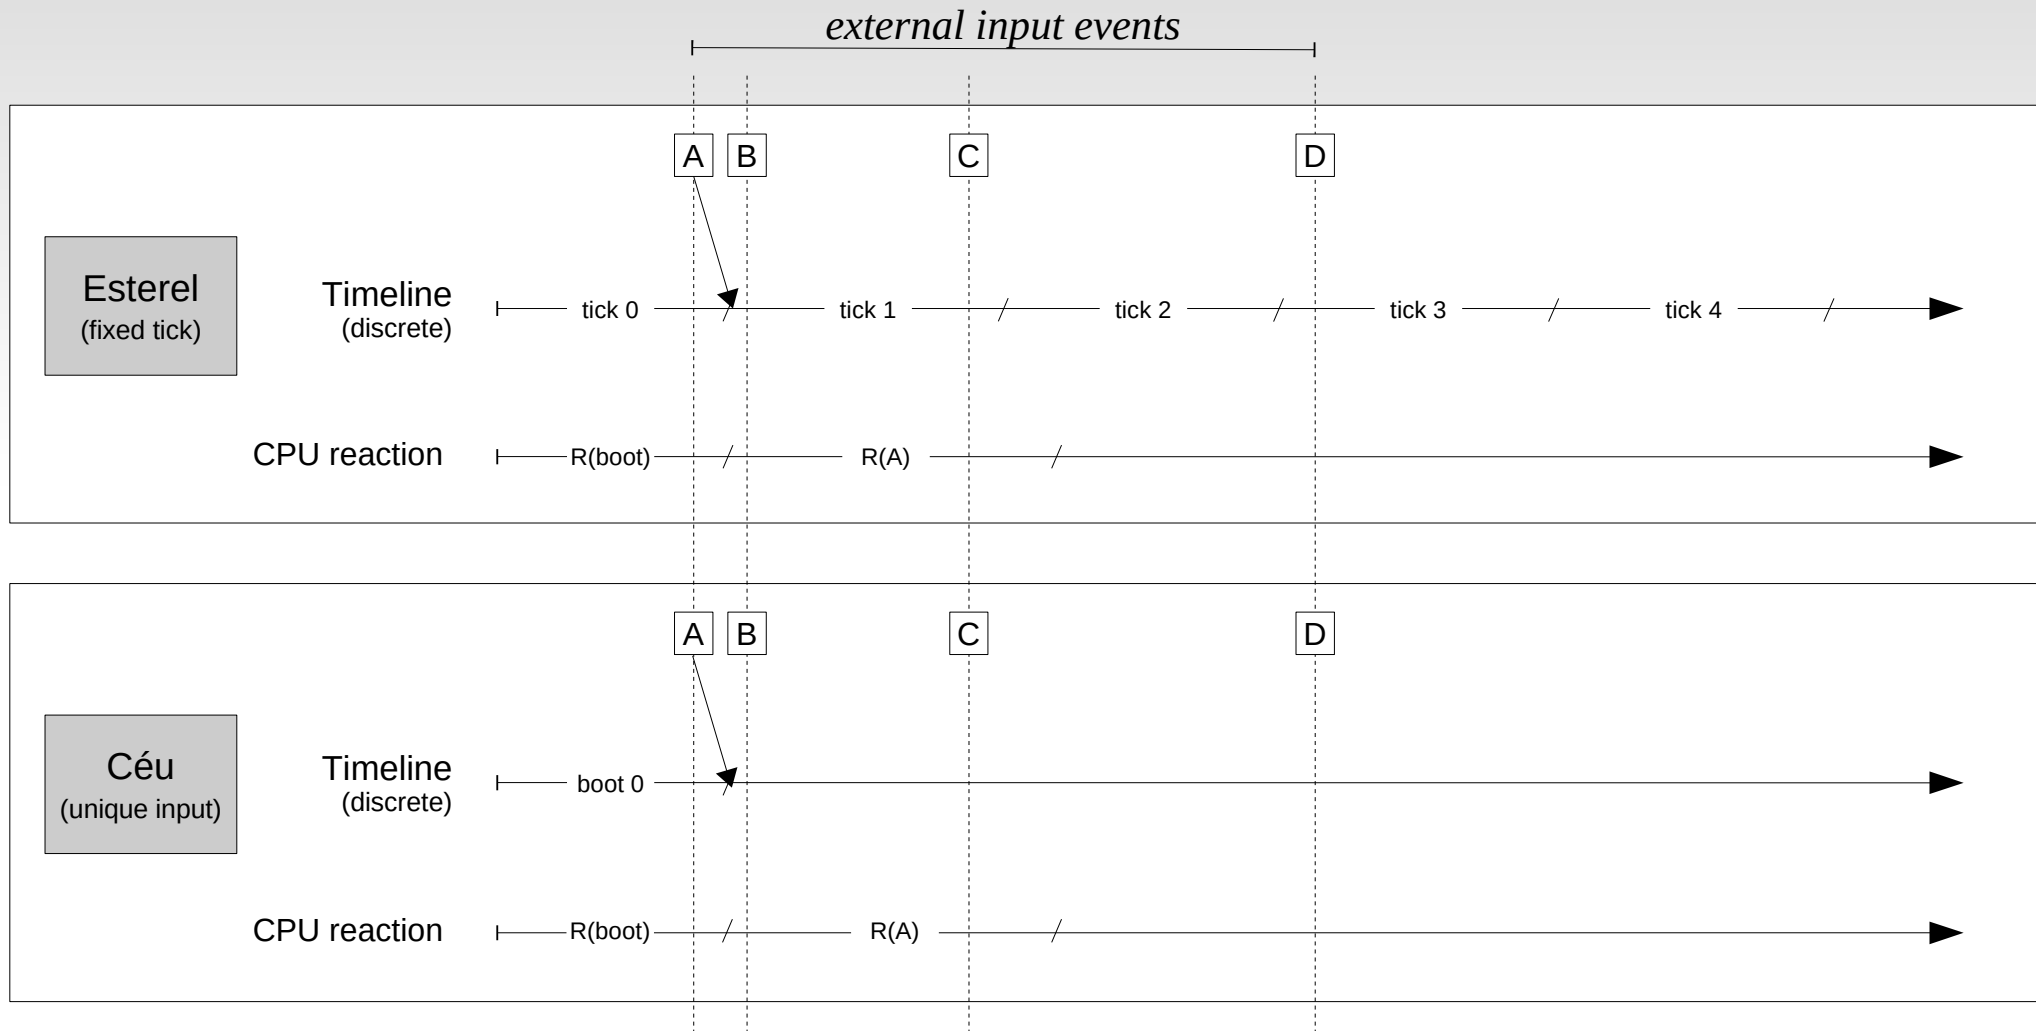 external input events
A B C D
Esterel
(fixed tick)
Timeline
(discrete)
tick 0 tick 1 tick 2 tick 3 tick 4
CPU reaction
R(boot) R(A)
A B C D
Céu
(unique input)
Timeline
(discrete)
boot 0
CPU reaction
R(boot) R(A)